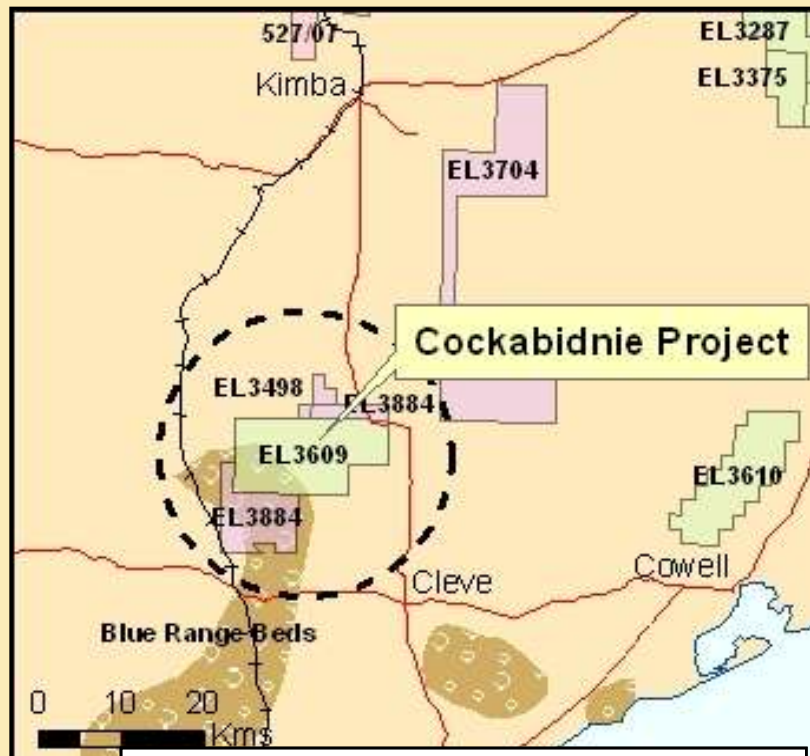 527/07
EL3287
Kimba
EL3375
EL3704
Cockabidnie Project
EL3498
EL3884
EL3609
EL3610
EL3884
Cowell
Cleve
Blue Range Beds
0 10 20
Kms